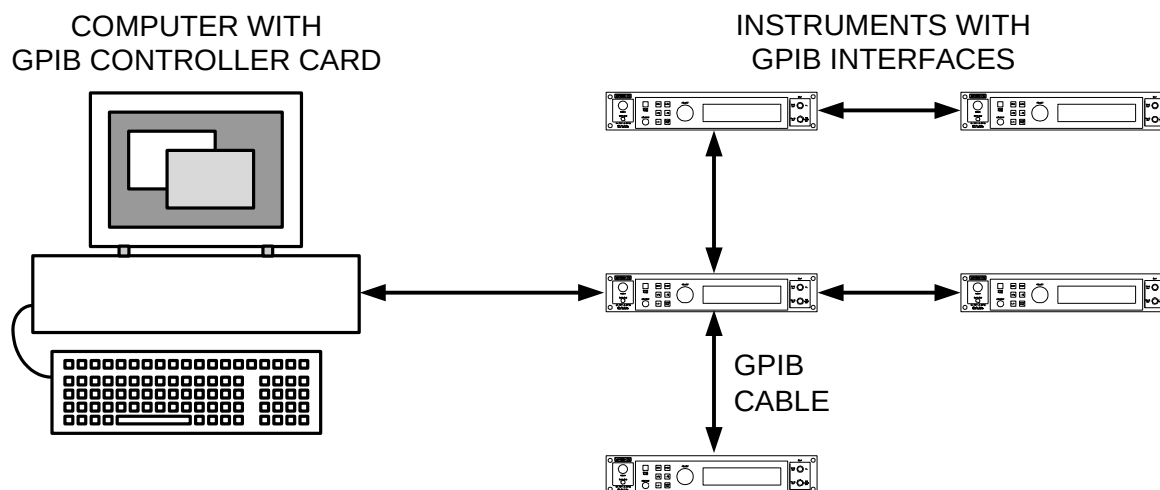 COMPUTER WITH
GPIB CONTROLLER CARD
INSTRUMENTS WITH
GPIB INTERFACES
GPIB
CABLE